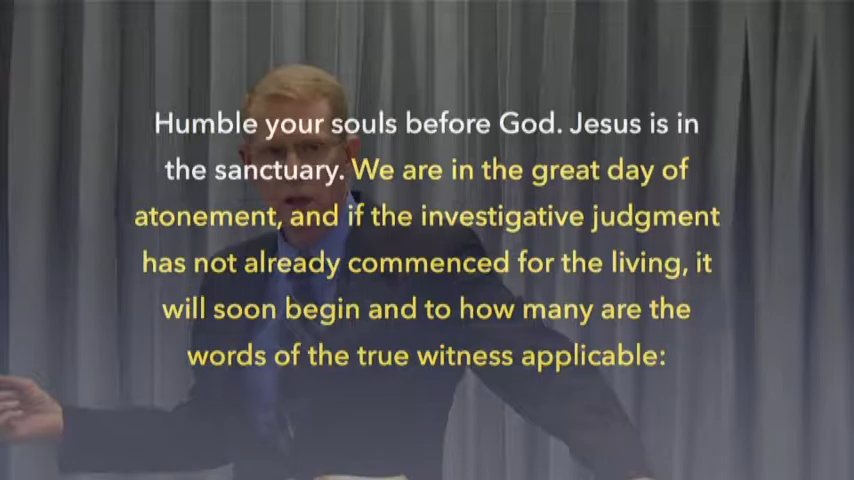 Humble your souls before God. Jesus is in
the sanctuary. We are in the great day of
atonement, and if the investigative judgment
has not already commenced for the living, it
will soon begin and to how many are the
words of the true witness applicable: